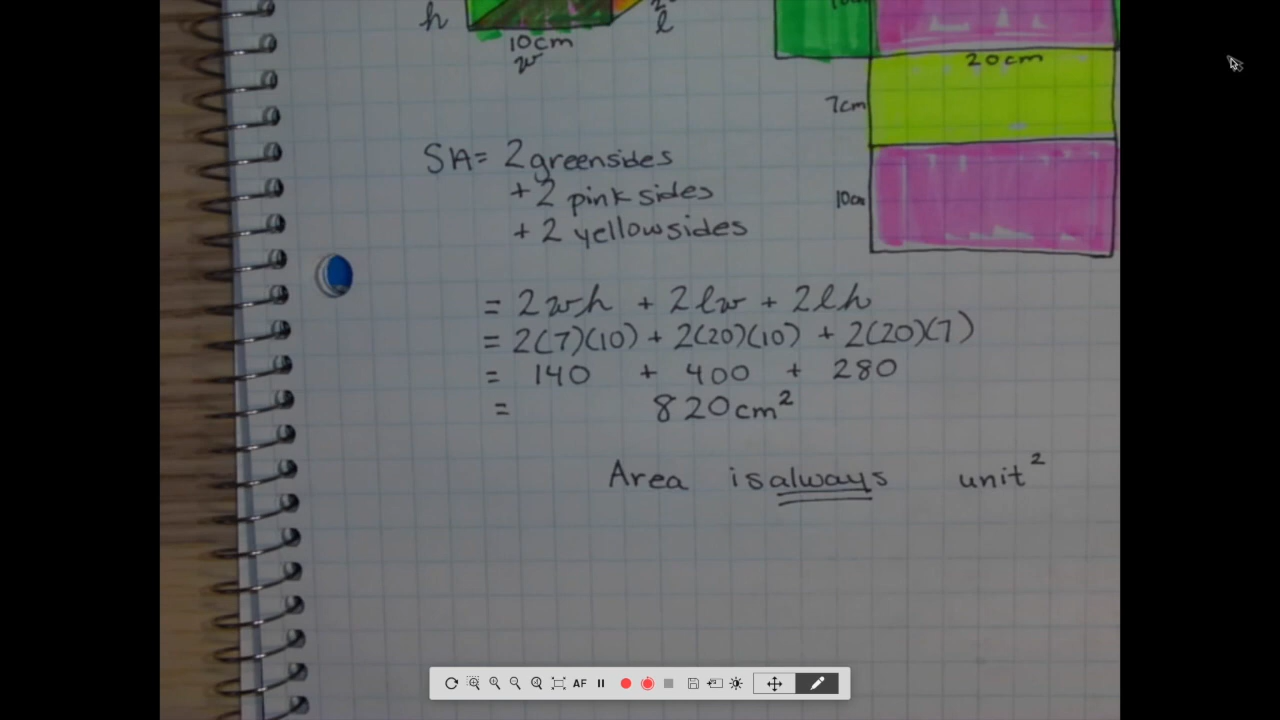 h
l
10cm
w
20cm
7cm
10cm
SA= 2 greensides
+ 2 pink sides
+ 2 yellowsides
= 2wh + 2lw + 2lh
= 2(7)(10) + 2(20)(10) + 2(20)(7)
= 140 + 400 + 280
= 820cm²
Area is always unit²
AF